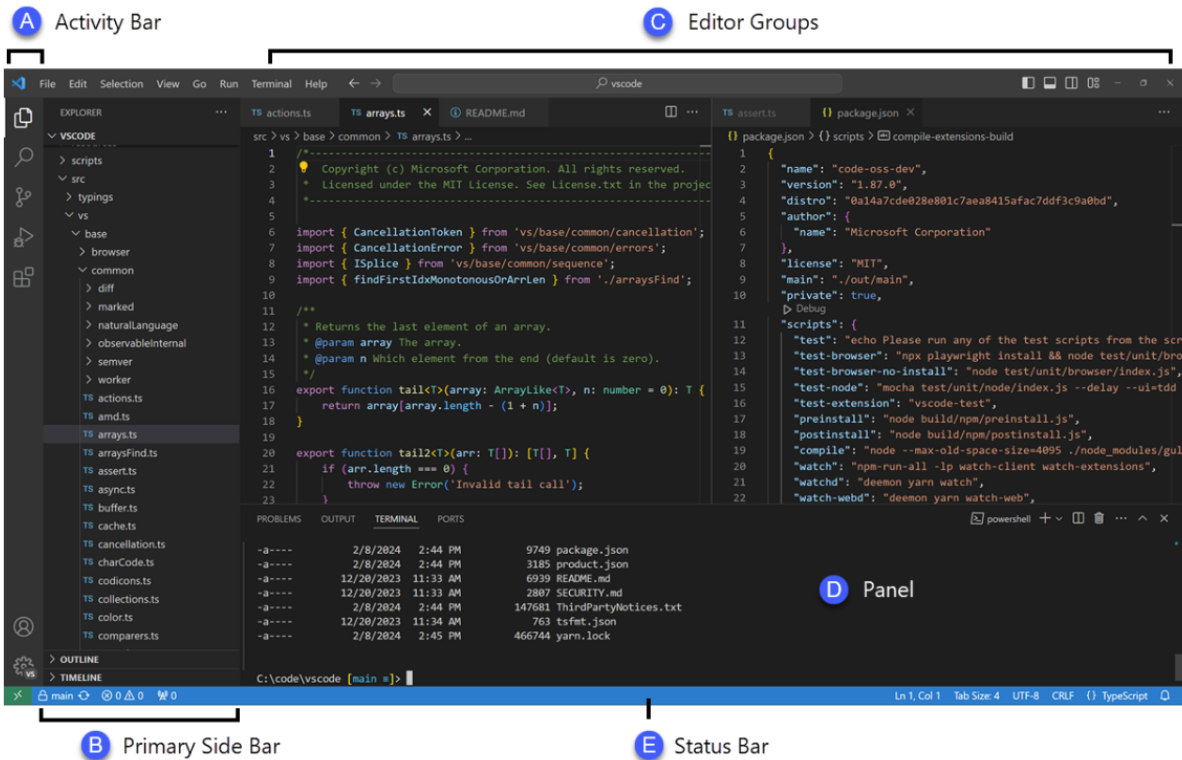 A Activity Bar
C Editor Groups
File Edit Selection View Go Run Terminal Help
vscode
EXPLORER
VSCODE
scripts
src
typings
vs
base
browser
common
diff
marked
naturalLanguage
observableInternal
semver
worker
TS actions.ts
TS amd.ts
TS arrays.ts
TS arraysFind.ts
TS assert.ts
TS async.ts
TS buffer.ts
TS cache.ts
TS cancellation.ts
TS charCode.ts
TS codicons.ts
TS collections.ts
TS color.ts
TS comparers.ts
OUTLINE
TIMELINE
VS
TS actions.ts TS arrays.ts README.md
src > vs > base > common > TS arrays.ts > ...
1 /*---
2 Copyright (c) Microsoft Corporation. All rights reserved.
3 * Licensed under the MIT License. See License.txt in the projec
4 *---
5
6 import { CancellationToken } from 'vs/base/common/cancellation';
7 import { CancellationError } from 'vs/base/common/errors';
8 import { ISplice } from 'vs/base/common/sequence';
9 import { findFirstIdxMonotonousOrArrLen } from './arraysFind';
10
11 /**
12 * Returns the last element of an array.
13 * @param array The array.
14 * @param n Which element from the end (default is zero).
15 */
16 export function tail<T>(array: ArrayLike<T>, n: number = 0): T {
17 return array[array.length - (1 + n)];
18 }
19
20 export function tail2<T>(arr: T[]): [T[], T] {
21 if (arr.length === 0) {
22 throw new Error('Invalid tail call');
23 }
TS assert.ts {} package.json
{} package.json > {} scripts > compile-extensions-build
1 {
2 "name": "code-oss-dev",
3 "version": "1.87.0",
4 "distro": "0a14a7cde028e801c7aea8415afac7ddf3c9a0bd",
5 "author": {
6 "name": "Microsoft Corporation"
7 },
8 "license": "MIT",
9 "main": "./out/main",
10 "private": true,
Debug
11 "scripts": {
12 "test": "echo Please run any of the test scripts from the scr
13 "test-browser": "npx playwright install && node test/unit/bro
14 "test-browser-no-install": "node test/unit/browser/index.js",
15 "test-node": "mocha test/unit/node/index.js --delay --ui=tdd
16 "test-extension": "vscode-test",
17 "preinstall": "node build/npm/preinstall.js",
18 "postinstall": "node build/npm/postinstall.js",
19 "compile": "node --max-old-space-size=4095 ./node_modules/gul
20 "watch": "npm-run-all -lp watch-client watch-extensions",
21 "watchd": "deemon yarn watch",
22 "watch-webd": "deemon yarn watch-web",
PROBLEMS OUTPUT TERMINAL PORTS
powershell
-a---- 2/8/2024 2:44 PM 9749 package.json
-a---- 2/8/2024 2:44 PM 3185 product.json
-a---- 12/20/2023 11:33 AM 6939 README.md
-a---- 12/20/2023 11:33 AM 2807 SECURITY.md
-a---- 2/8/2024 2:44 PM 147681 ThirdPartyNotices.txt
-a---- 12/20/2023 11:34 AM 763 tsfmt.json
-a---- 2/8/2024 2:45 PM 466744 yarn.lock
C:\code\vscode [main ≡]>
D Panel
main 0 0 0
Ln 1, Col 1 Tab Size: 4 UTF-8 CRLF {} TypeScript
B Primary Side Bar
E Status Bar